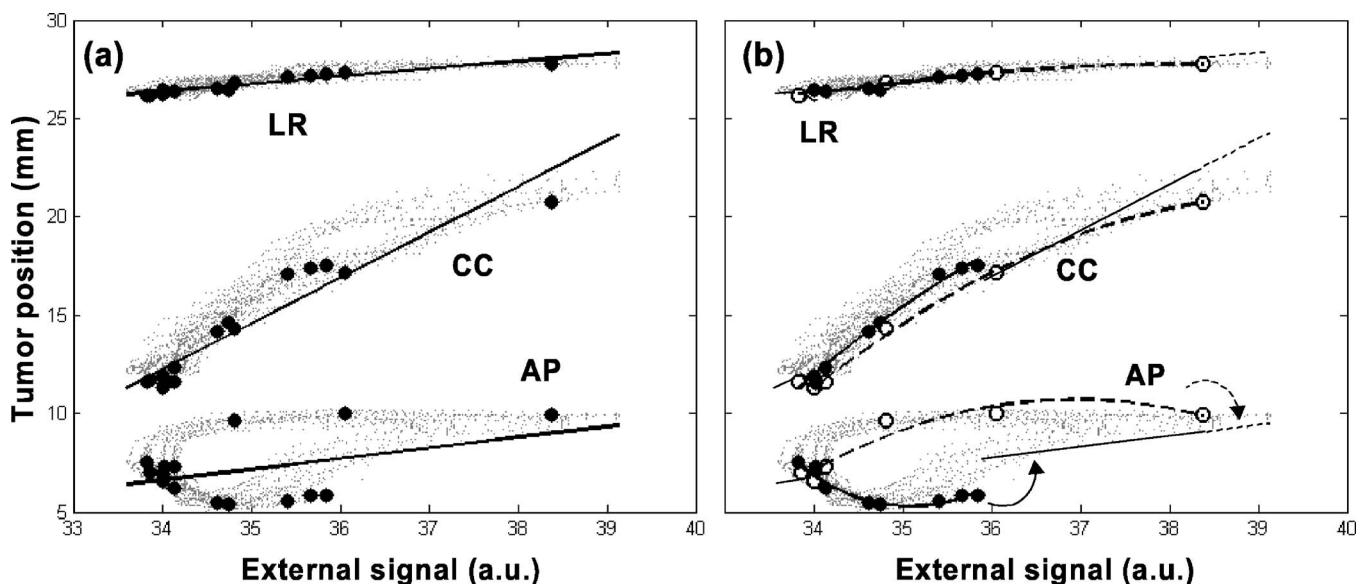 (a)
(b)
30
25
20
15
10
5
Tumor position (mm)
LR
CC
AP
33 34 35 36 37 38 39 40
External signal (a.u.)
LR
CC
AP
33 34 35 36 37 38 39 40
External signal (a.u.)